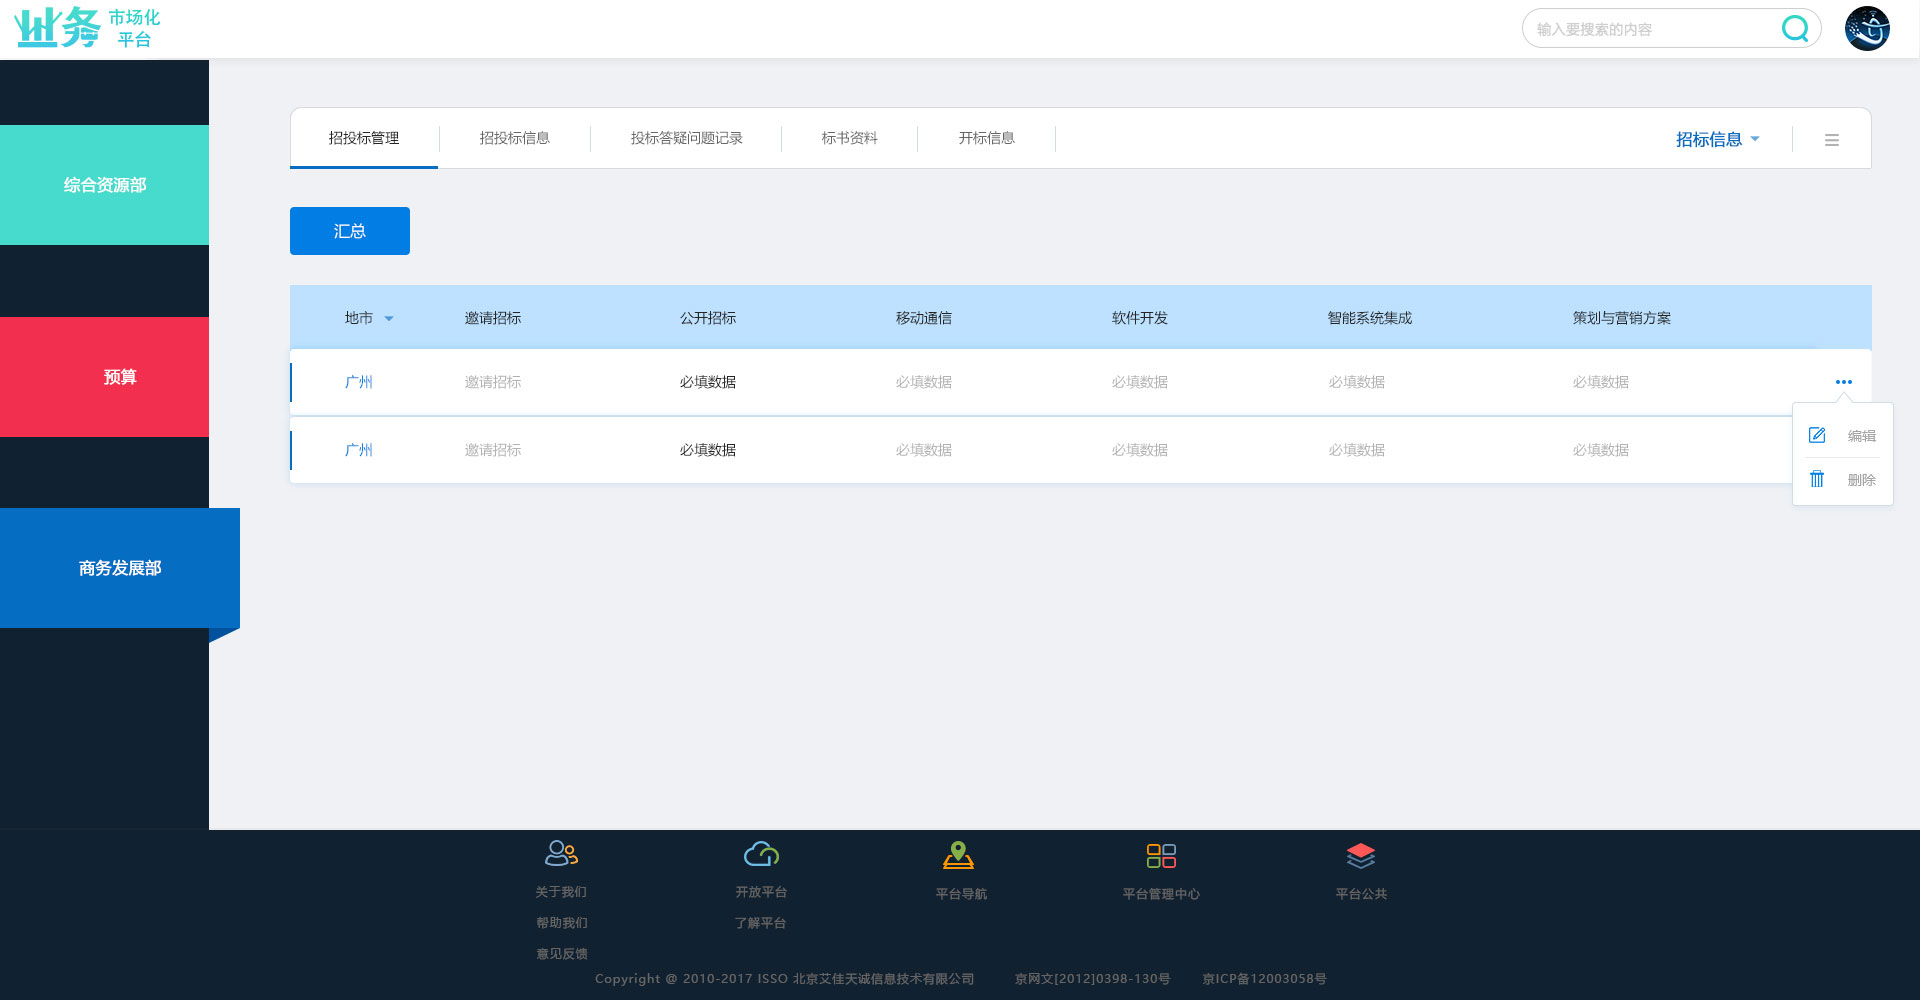 业务 市场化
平台
输入要搜索的内容
招投标管理 招投标信息 投标答疑问题记录 标书资料 开标信息 招标信息
汇总
综合资源部
预算
商务发展部
地市 邀请招标 公开招标 移动通信 软件开发 智能系统集成 策划与营销方案
广州 邀请招标 必填数据 必填数据 必填数据 必填数据 必填数据
广州 邀请招标 必填数据 必填数据 必填数据 必填数据 必填数据
编辑
删除
关于我们 开放平台 平台导航 平台管理中心 平台公共
帮助我们 了解平台
意见反馈
Copyright @ 2010-2017 ISSO 北京艾佳天诚信息技术有限公司 京网文[2012]0398-130号 京ICP备12003058号